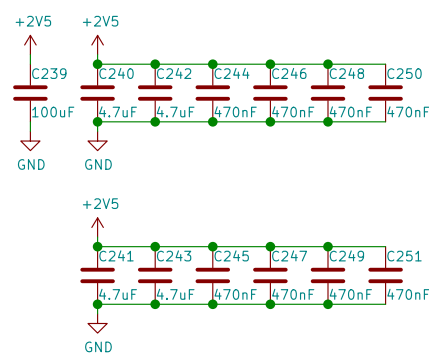 +2V5 +2V5
C239 C240 C242 C244 C246 C248 C250
100uF 4.7uF 4.7uF 470nF 470nF 470nF 470nF
GND GND
+2V5
C241 C243 C245 C247 C249 C251
4.7uF 4.7uF 470nF 470nF 470nF 470nF
GND